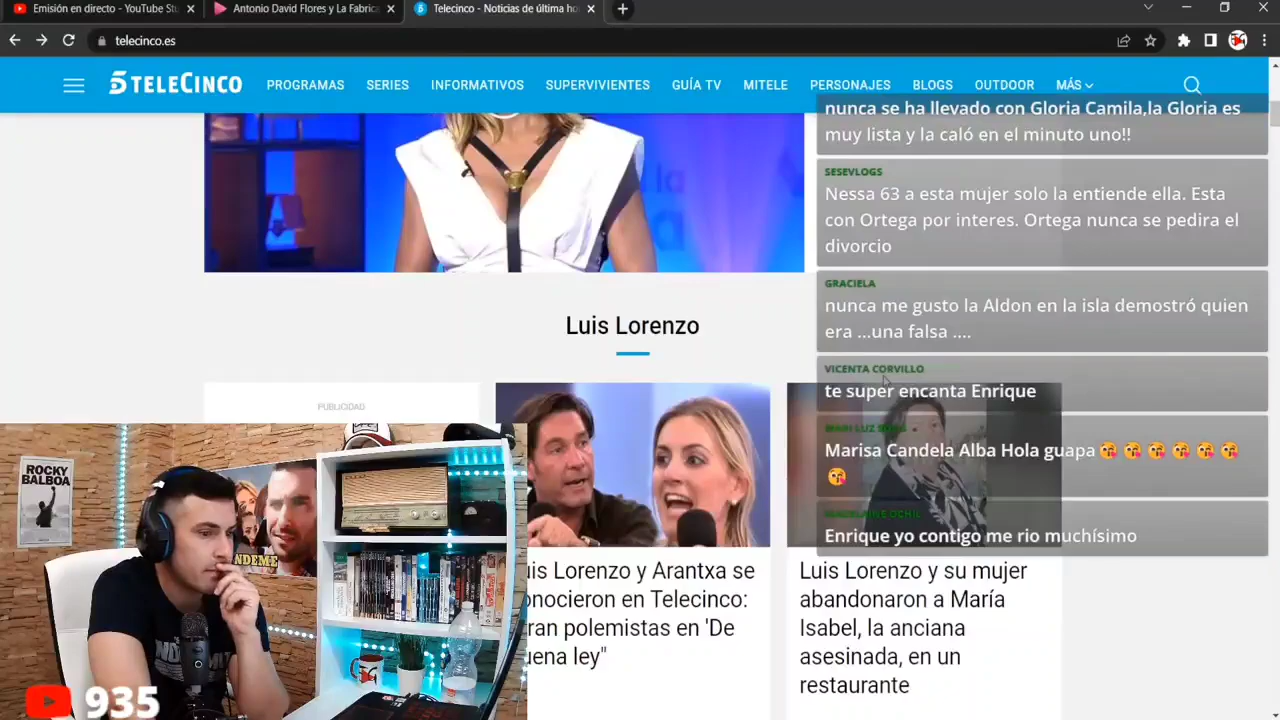 Emisión en directo - YouTube Stu
Antonio David Flores y La Fabrica
Telecinco - Noticias de última ho
telecinco.es
TELECINCO
PROGRAMAS SERIES INFORMATIVOS SUPERVIVIENTES GUÍA TV MITELE PERSONAJES BLOGS OUTDOOR MÁS
nunca se ha llevado con Gloria Camila,la Gloria es
muy lista y la caló en el minuto uno!!
SESEVLOGS
Nessa 63 a esta mujer solo la entiende ella. Esta
con Ortega por interes. Ortega nunca se pedira el
divorcio
GRACIELA
nunca me gusto la Aldon en la isla demostró quien
era ...una falsa ....
VICENTA CORVILLO
te super encanta Enrique
Marisa Candela Alba Hola guapa 😘 😘 😘 😘 😘 😘
😘
MADELAINE OCHIL
Enrique yo contigo me rio muchísimo
Luis Lorenzo
PUBLICIDAD
uis Lorenzo y Arantxa se
onocieron en Telecinco:
ran polemistas en 'De
uena ley"
Luis Lorenzo y su mujer
abandonaron a María
Isabel, la anciana
asesinada, en un
restaurante
ROCKY
BALBOA
NDEME
935